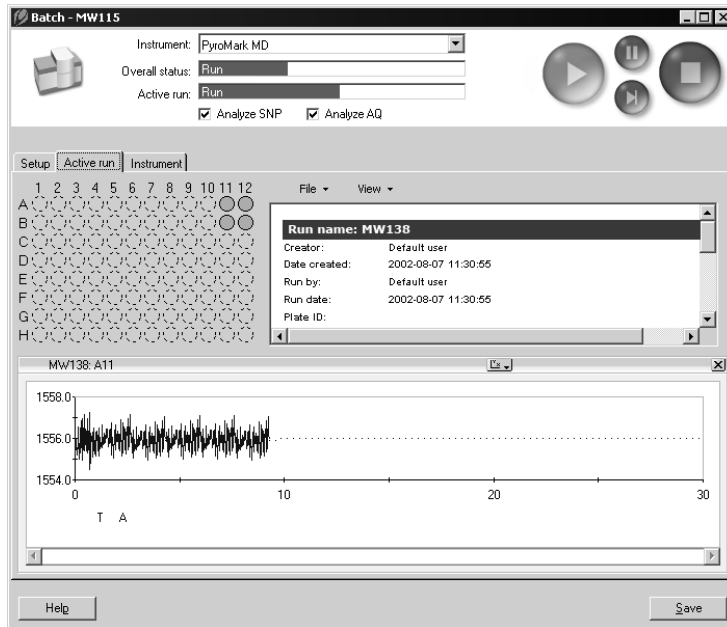 Batch - MW115
Instrument: PyroMark MD
Overall status: Run
Active run: Run
Analyze SNP Analyze AQ
Setup Active run Instrument
1 2 3 4 5 6 7 8 9 10 11 12
A
B
C
D
E
F
G
H
File View
Run name: MW138
Creator: Default user
Date created: 2002-08-07 11:30:55
Run by: Default user
Run date: 2002-08-07 11:30:55
Plate ID:
MW138: A11
1558.0
1556.0
1554.0
0 10 20 30
T A
Help Save